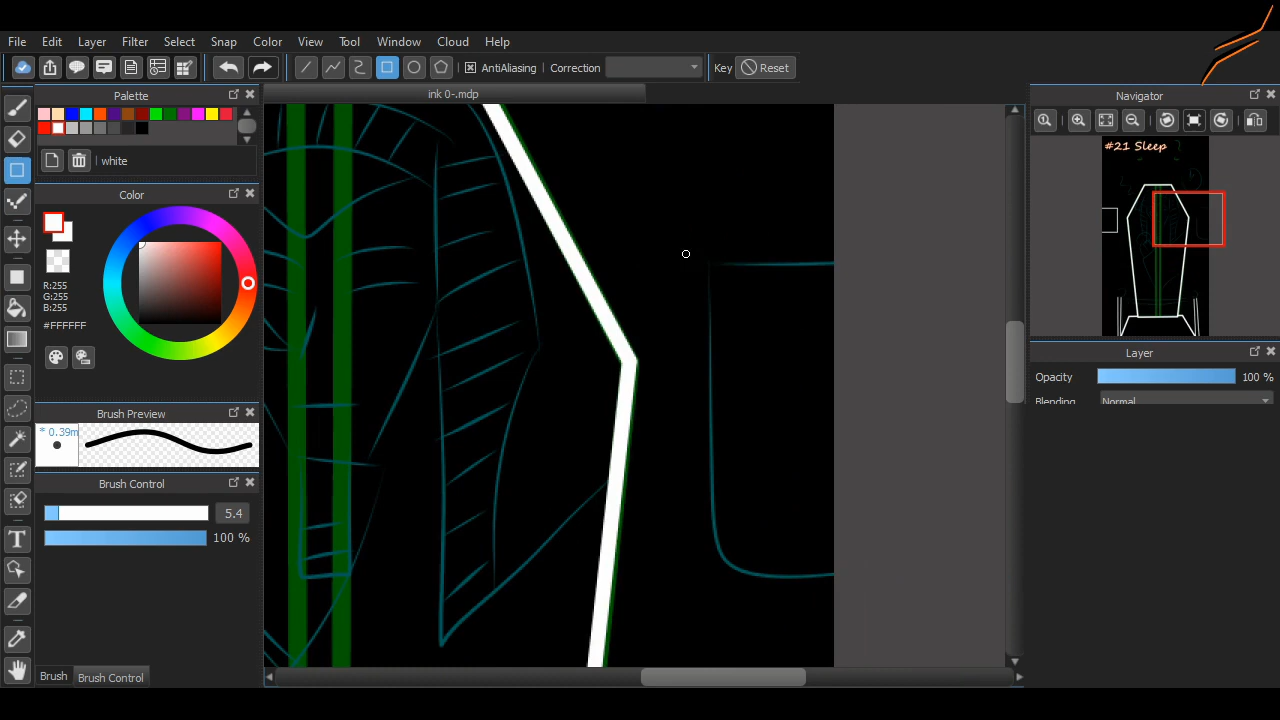 File Edit Layer Filter Select Snap Color View Tool Window Cloud Help
AntiAliasing Correction Key Reset
Palette
white
Color
R:255
G:255
B:255
#FFFFFF
Brush Preview
* 0.39m
Brush Control
5.4
100 %
Brush Brush Control
ink 0-.mdp
Navigator
#21 Sleep
Layer
Opacity 100 %
Blending Normal